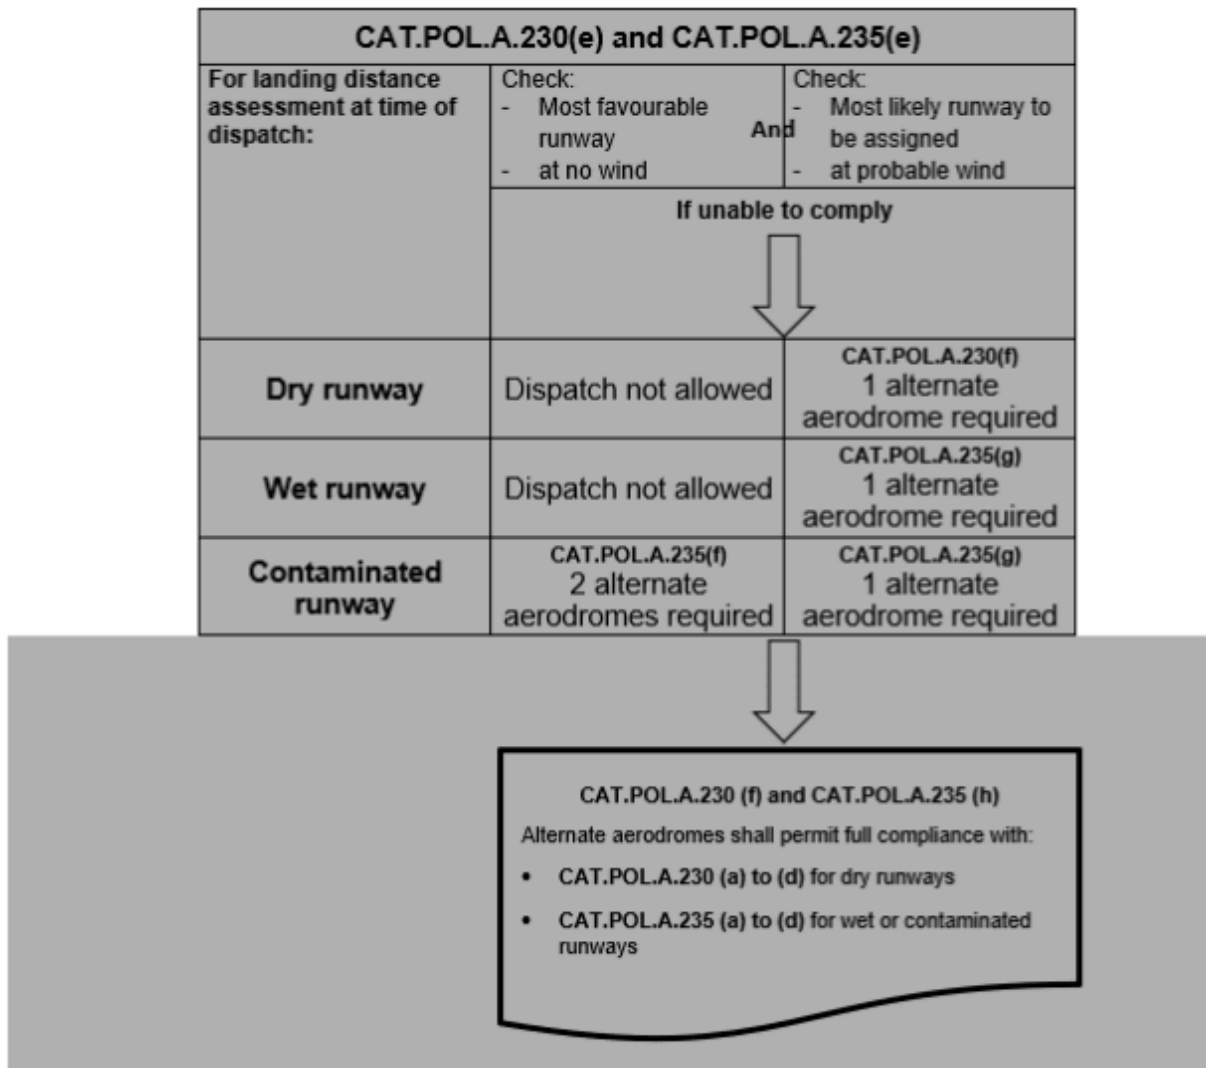 CAT.POL.A.230(e) and CAT.POL.A.235(e)
For landing distance
assessment at time of
dispatch:
Check:
- Most favourable
runway
- at no wind
And
Check:
- Most likely runway to
be assigned
- at probable wind
If unable to comply
Dry runway
Dispatch not allowed
CAT.POL.A.230(f)
1 alternate
aerodrome required
Wet runway
Dispatch not allowed
CAT.POL.A.235(g)
1 alternate
aerodrome required
Contaminated
runway
CAT.POL.A.235(f)
2 alternate
aerodromes required
CAT.POL.A.235(g)
1 alternate
aerodrome required
CAT.POL.A.230 (f) and CAT.POL.A.235 (h)
Alternate aerodromes shall permit full compliance with:
• CAT.POL.A.230 (a) to (d) for dry runways
• CAT.POL.A.235 (a) to (d) for wet or contaminated
runways